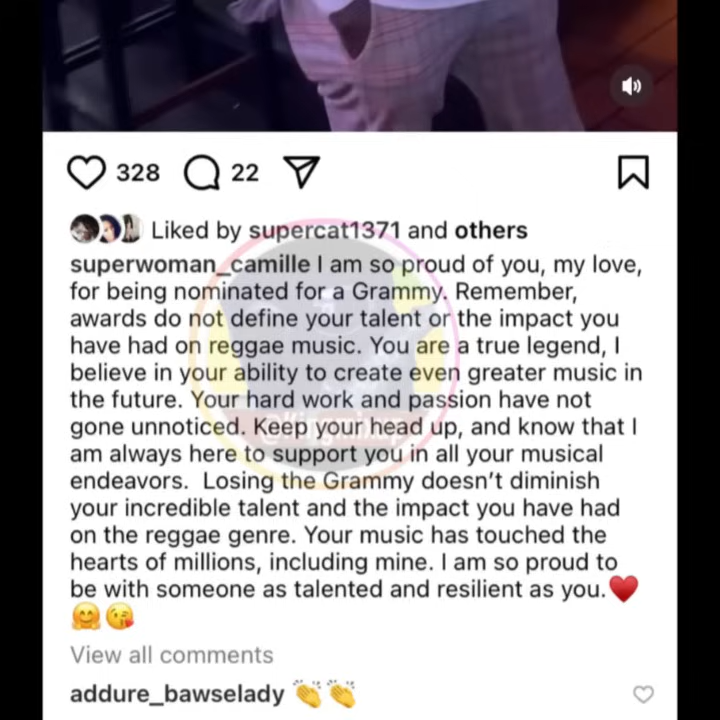 328 22
Liked by supercat1371 and others
superwoman_camille I am so proud of you, my love,
for being nominated for a Grammy. Remember,
awards do not define your talent or the impact you
have had on reggae music. You are a true legend, I
believe in your ability to create even greater music in
the future. Your hard work and passion have not
gone unnoticed. Keep your head up, and know that I
am always here to support you in all your musical
endeavors.  Losing the Grammy doesn't diminish
your incredible talent and the impact you have had
on the reggae genre. Your music has touched the
hearts of millions, including mine. I am so proud to
be with someone as talented and resilient as you.❤️
🤗😘
View all comments
addure_bawselady 👏👏